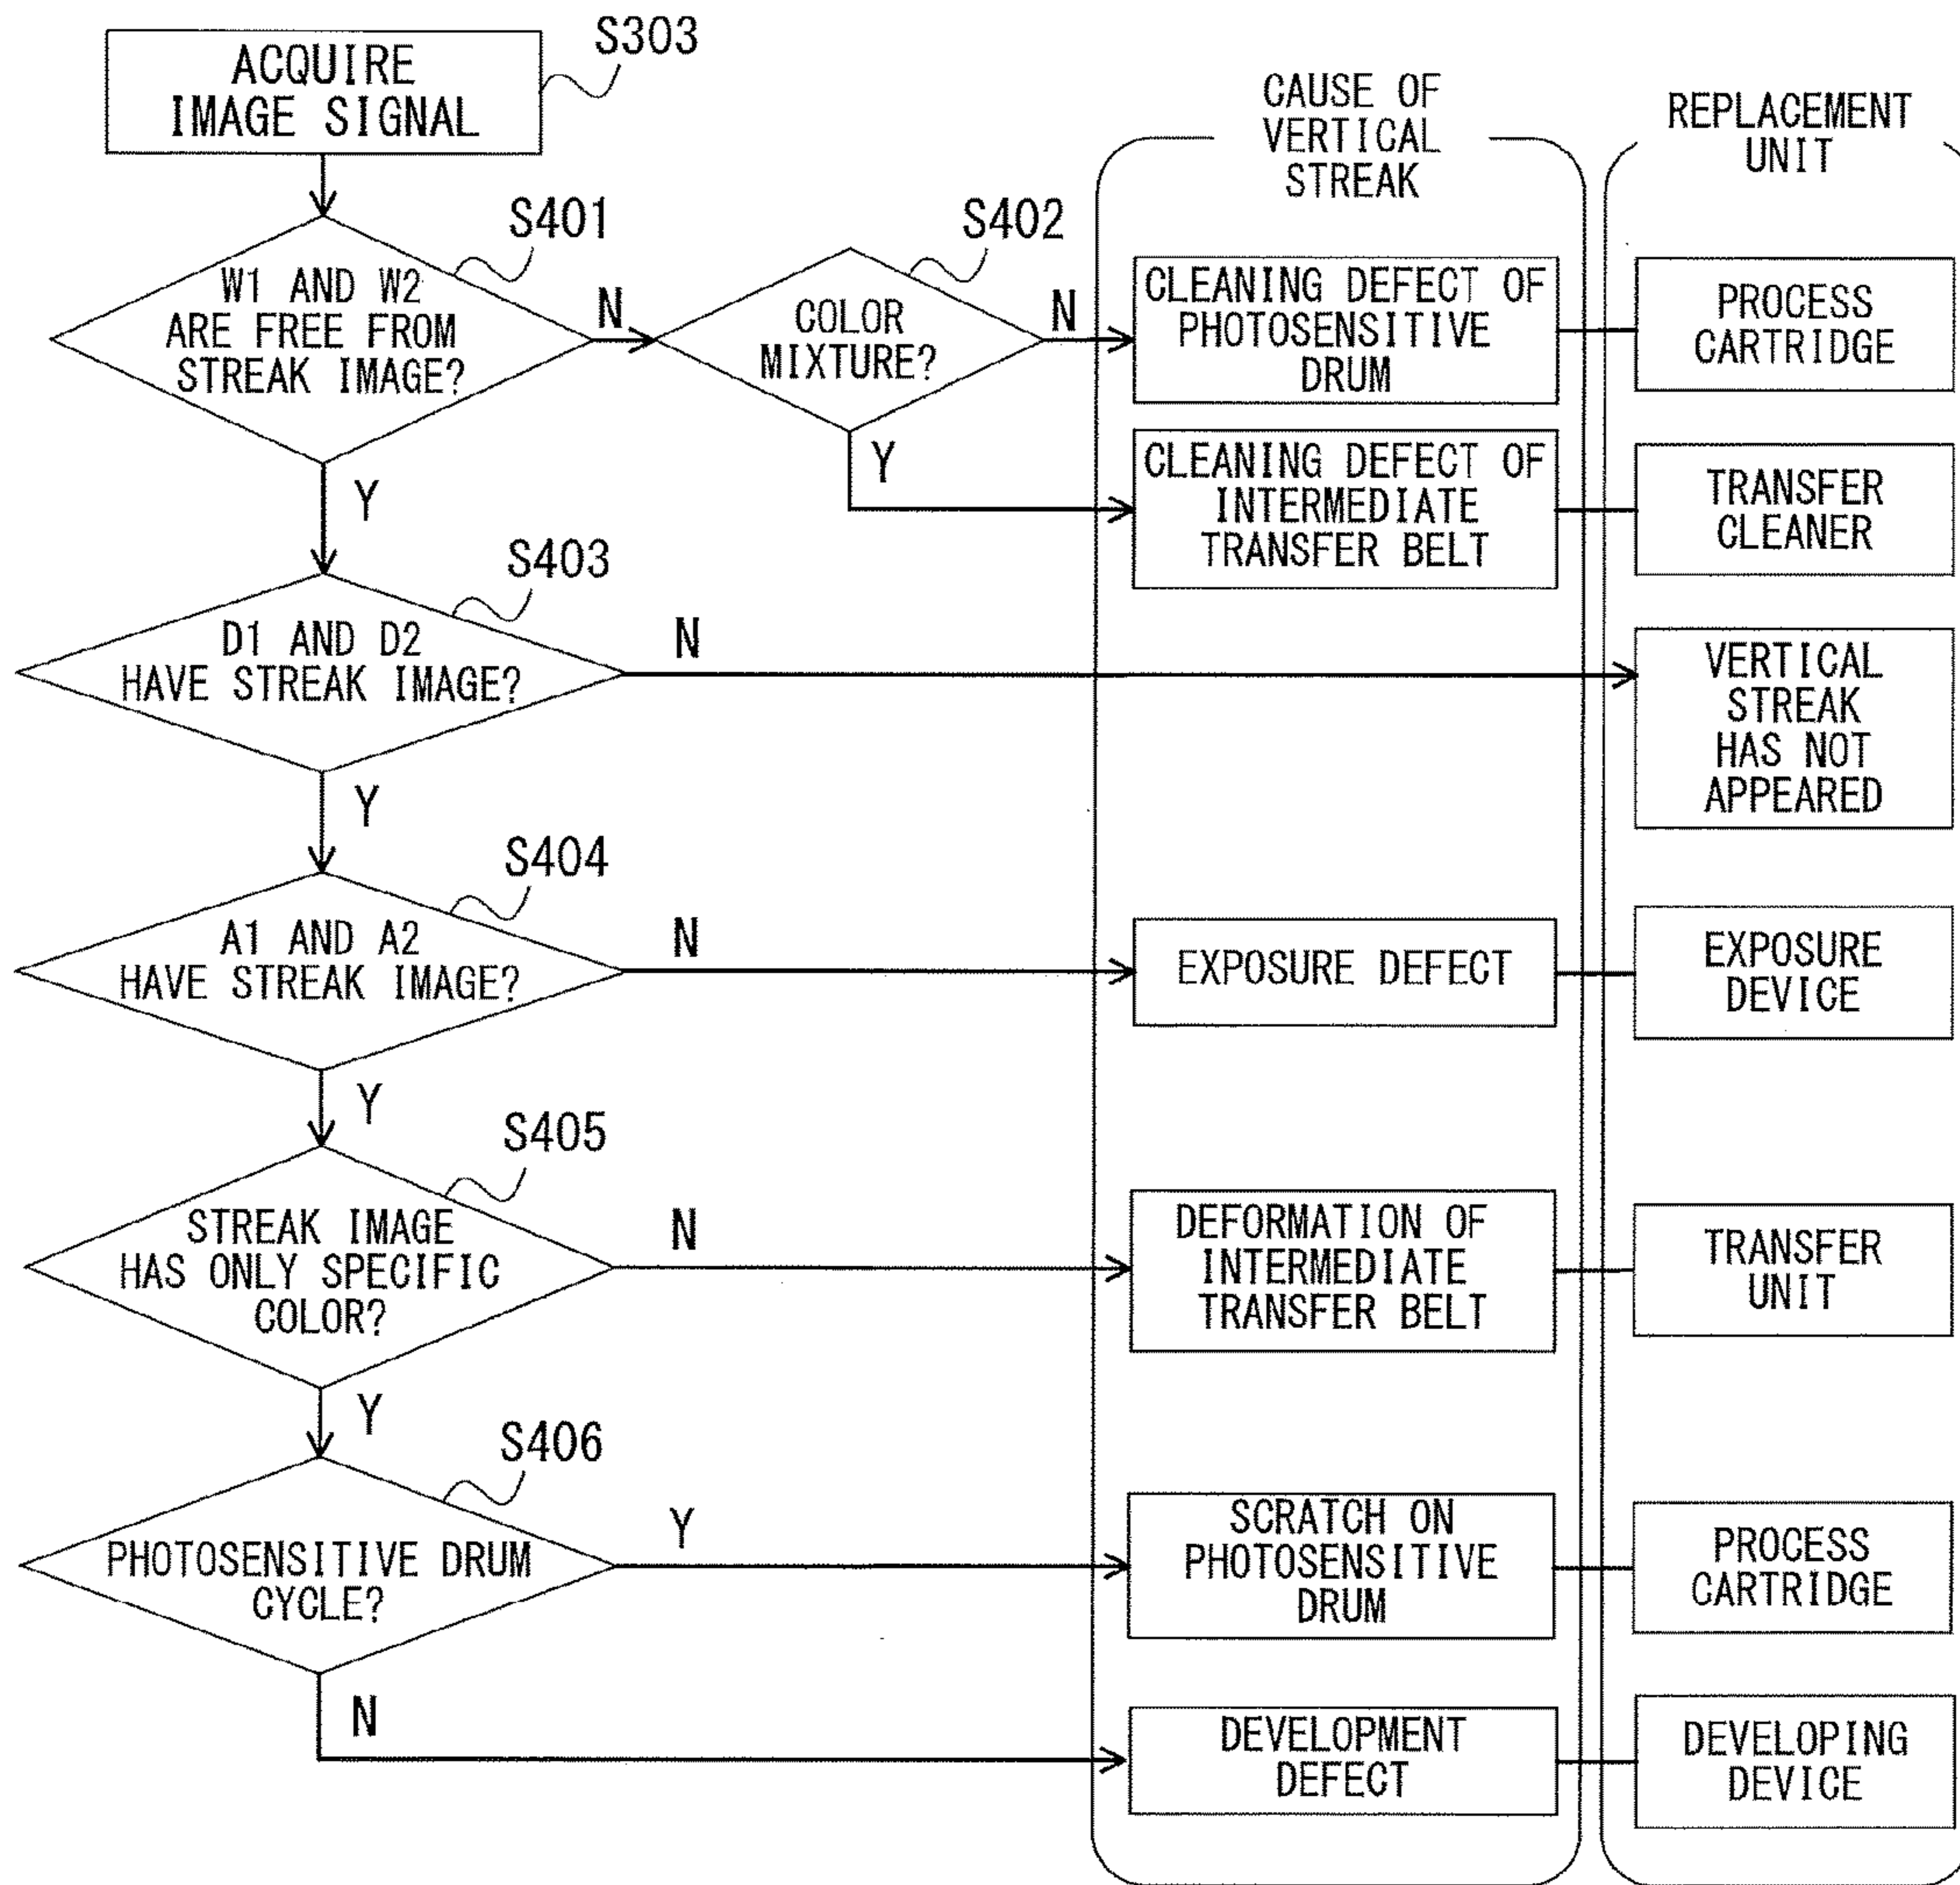 ACQUIRE
IMAGE SIGNAL
S303
CAUSE OF
VERTICAL
STREAK
REPLACEMENT
UNIT
S401
W1 AND W2
ARE FREE FROM
STREAK IMAGE?
N
Y
S402
COLOR
MIXTURE?
N
Y
CLEANING DEFECT OF
PHOTOSENSITIVE
DRUM
PROCESS
CARTRIDGE
CLEANING DEFECT OF
INTERMEDIATE
TRANSFER BELT
TRANSFER
CLEANER
S403
D1 AND D2
HAVE STREAK IMAGE?
N
Y
VERTICAL
STREAK
HAS NOT
APPEARED
S404
A1 AND A2
HAVE STREAK IMAGE?
N
Y
EXPOSURE DEFECT
EXPOSURE
DEVICE
S405
STREAK IMAGE
HAS ONLY SPECIFIC
COLOR?
N
Y
DEFORMATION OF
INTERMEDIATE
TRANSFER BELT
TRANSFER
UNIT
S406
PHOTOSENSITIVE DRUM
CYCLE?
Y
N
SCRATCH ON
PHOTOSENSITIVE
DRUM
PROCESS
CARTRIDGE
DEVELOPMENT
DEFECT
DEVELOPING
DEVICE